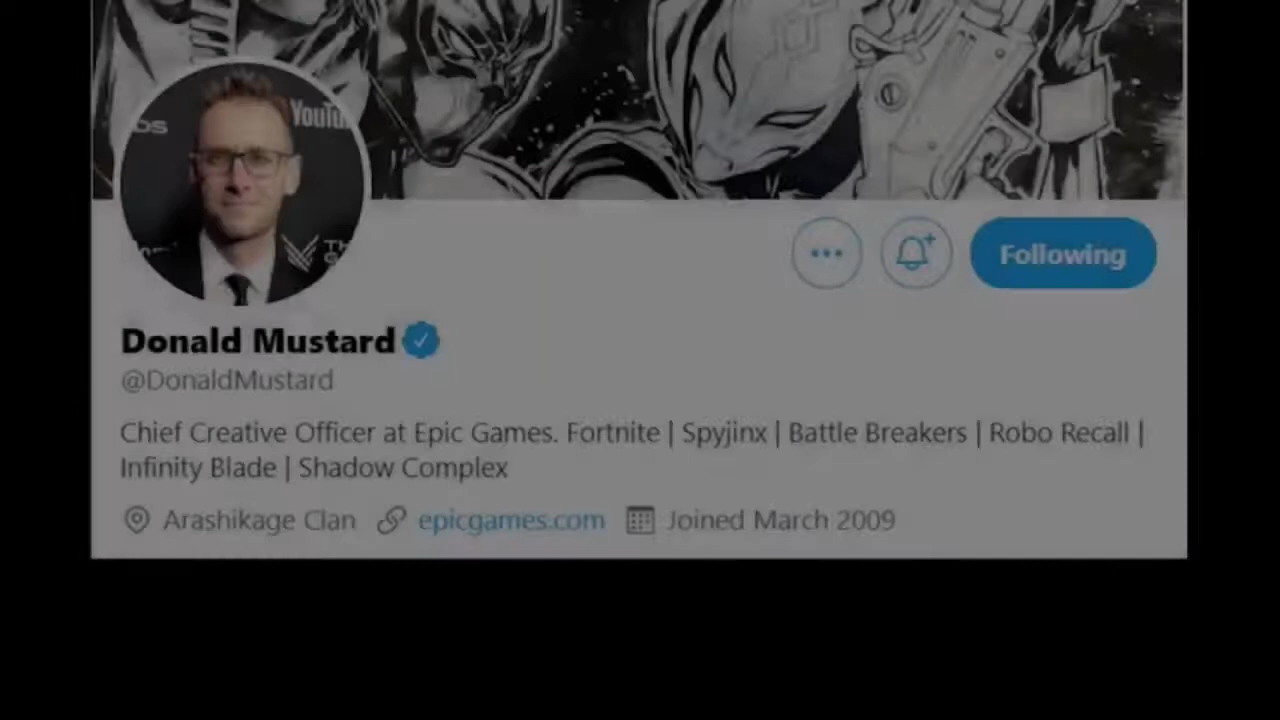 YouTu
Following
Donald Mustard
@DonaldMustard
Chief Creative Officer at Epic Games. Fortnite | Spyjinx | Battle Breakers | Robo Recall |
Infinity Blade | Shadow Complex
Arashikage Clan epicgames.com Joined March 2009